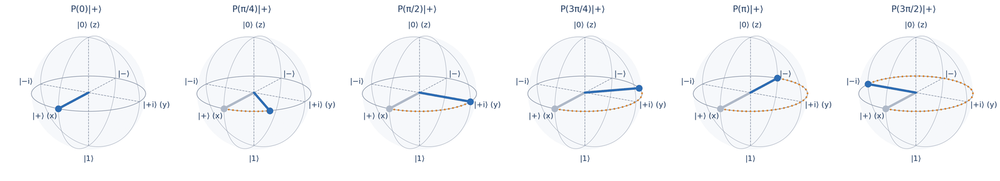 P(0)|+⟩
|0⟩ (z)
|−i⟩
|−⟩
|+⟩ (x)
|+i⟩ (y)
|1⟩
P(π/4)|+⟩
|0⟩ (z)
|−i⟩
|−⟩
|+⟩ (x)
|+i⟩ (y)
|1⟩
P(π/2)|+⟩
|0⟩ (z)
|−i⟩
|−⟩
|+⟩ (x)
|+i⟩ (y)
|1⟩
P(3π/4)|+⟩
|0⟩ (z)
|−i⟩
|−⟩
|+⟩ (x)
|+i⟩ (y)
|1⟩
P(π)|+⟩
|0⟩ (z)
|−i⟩
|−⟩
|+⟩ (x)
|+i⟩ (y)
|1⟩
P(3π/2)|+⟩
|0⟩ (z)
|−i⟩
|−⟩
|+⟩ (x)
|+i⟩ (y)
|1⟩